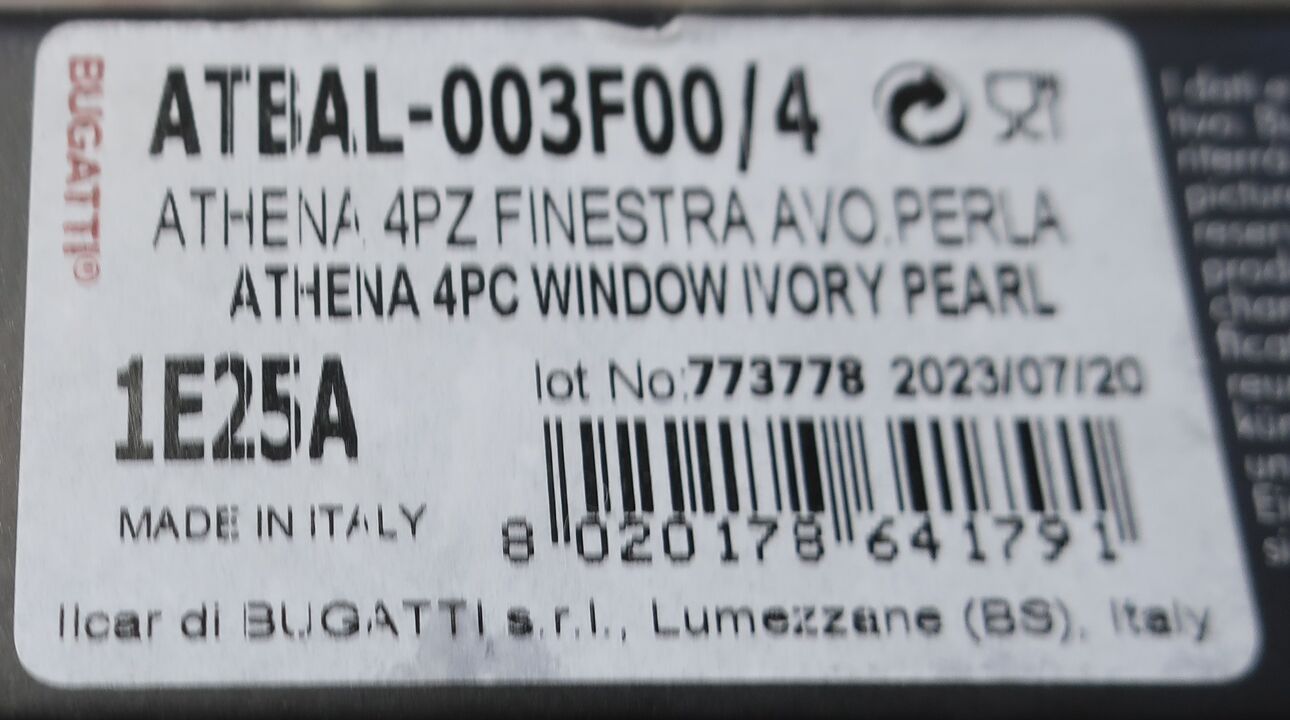 BUGATTI®
ATBAL-003F00/4
ATHENA 4PZ FINESTRA AVO.PERLA
ATHENA 4PC WINDOW IVORY PEARL
1E25A
lot No:773778 2023/07/20
8 020178 641791
MADE IN ITALY
Ilcar di BUGATTI s.r.l., Lumezzane (BS), Italy